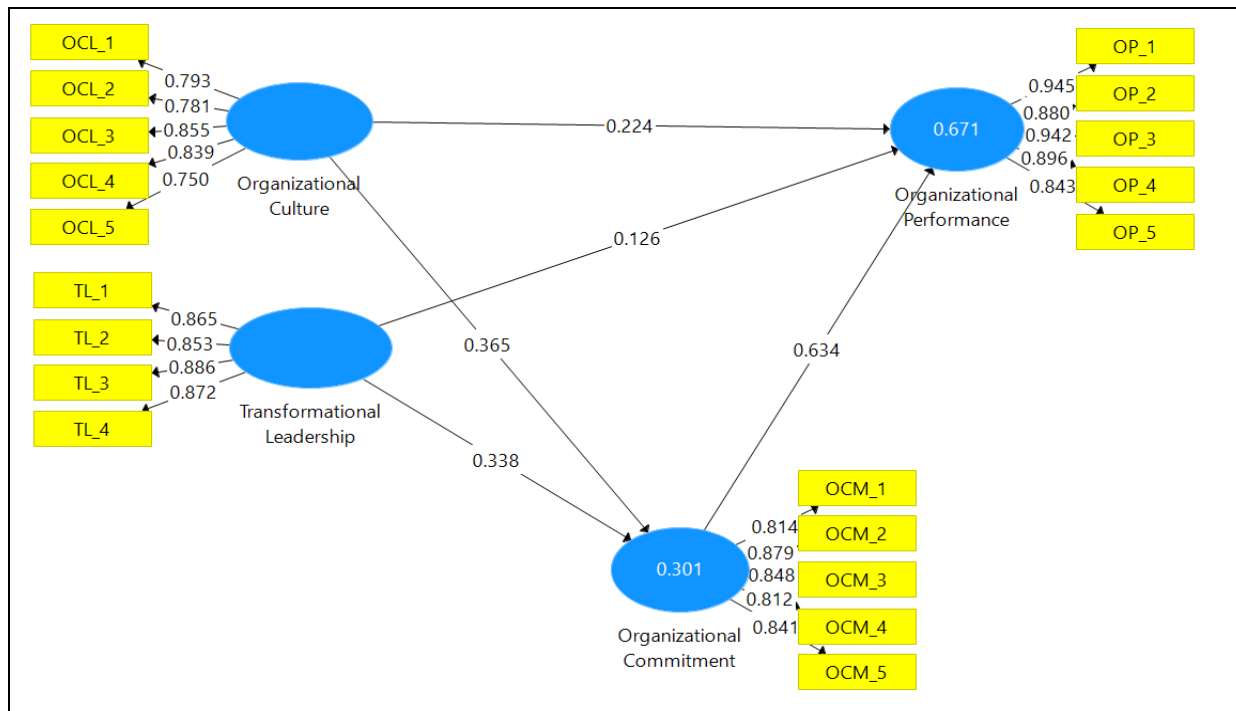 OCL_1
OCL_2
OCL_3
OCL_4
OCL_5
0.793
0.781
0.855
0.839
0.750
Organizational
Culture
TL_1
TL_2
TL_3
TL_4
0.865
0.853
0.886
0.872
Transformational
Leadership
0.224
0.126
0.365
0.338
0.634
0.671
Organizational
Performance
0.945
0.880
0.942
0.896
0.843
OP_1
OP_2
OP_3
OP_4
OP_5
0.301
Organizational
Commitment
0.814
0.879
0.848
0.812
0.841
OCM_1
OCM_2
OCM_3
OCM_4
OCM_5